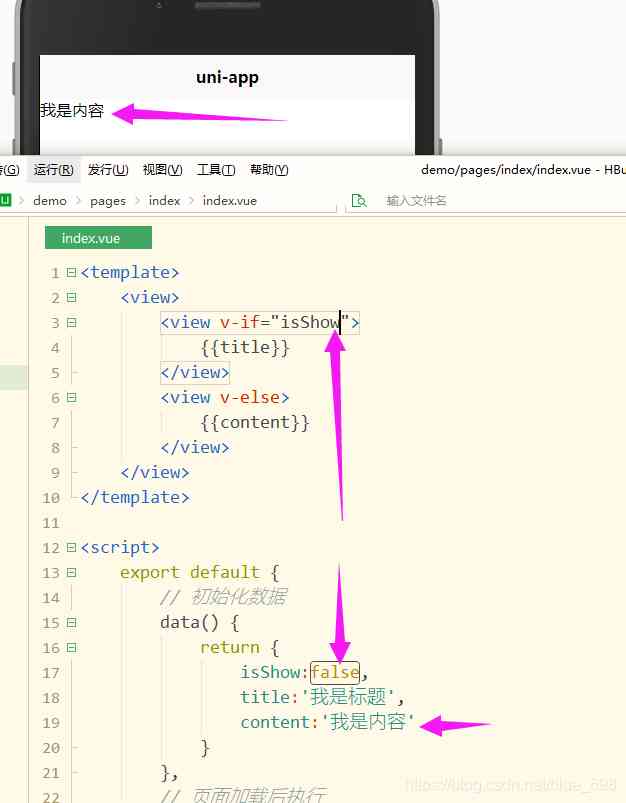 uni-app
我是内容
(G) 运行(R) 发行(U) 视图(V) 工具(T) 帮助(Y) demo/pages/index/index.vue - HBu
demo > pages > index > index.vue 输入文件名
index.vue
1 <template>
2 <view>
3 <view v-if="isShow">
4 {{title}}
5 </view>
6 <view v-else>
7 {{content}}
8 </view>
9 </view>
10 </template>
11
12 <script>
13 export default {
14 // 初始化数据
15 data() {
16 return {
17 isShow:false,
18 title:'我是标题',
19 content:'我是内容'
20 }
21 },
22 // 页面加载后执行
https://blog.csdn.net/blue_698